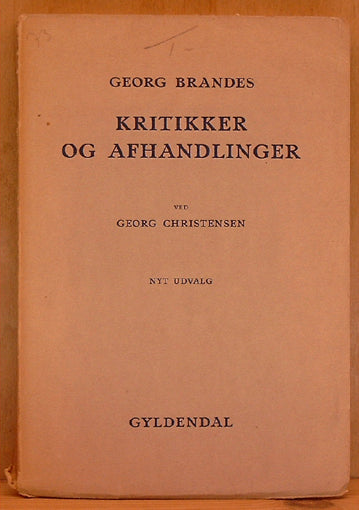 GEORG BRANDES
KRITIKKER
OG AFHANDLINGER
VED
GEORG CHRISTENSEN
NYT UDVALG
GYLDENDAL